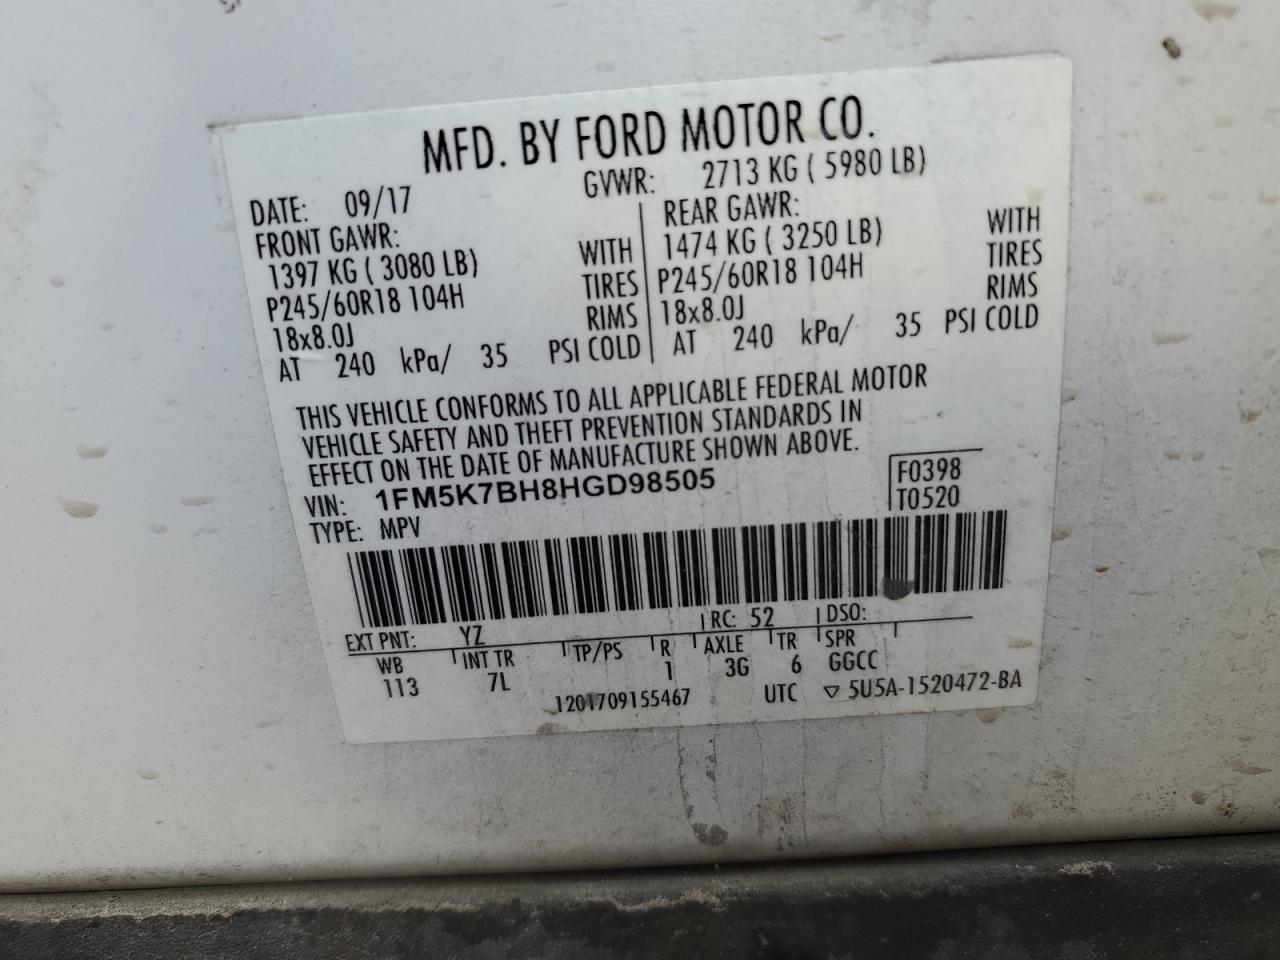 MFD. BY FORD MOTOR CO.
DATE: 09/17 GVWR: 2713 KG ( 5980 LB)
FRONT GAWR: REAR GAWR:
1397 KG ( 3080 LB) WITH 1474 KG ( 3250 LB) WITH
P245/60R18 104H TIRES P245/60R18 104H TIRES
18x8.0J RIMS 18x8.0J RIMS
AT 240 kPa/ 35 PSI COLD AT 240 kPa/ 35 PSI COLD
THIS VEHICLE CONFORMS TO ALL APPLICABLE FEDERAL MOTOR
VEHICLE SAFETY AND THEFT PREVENTION STANDARDS IN
EFFECT ON THE DATE OF MANUFACTURE SHOWN ABOVE.
VIN: 1FM5K7BH8HGD98505 F0398
TYPE: MPV T0520
EXT PNT: YZ RC: 52 DSO:
WB INT TR TP/PS R AXLE TR SPR
113 7L 1 3G 6 GGCC
1201709155467 UTC ▽ 5U5A-1520472-BA